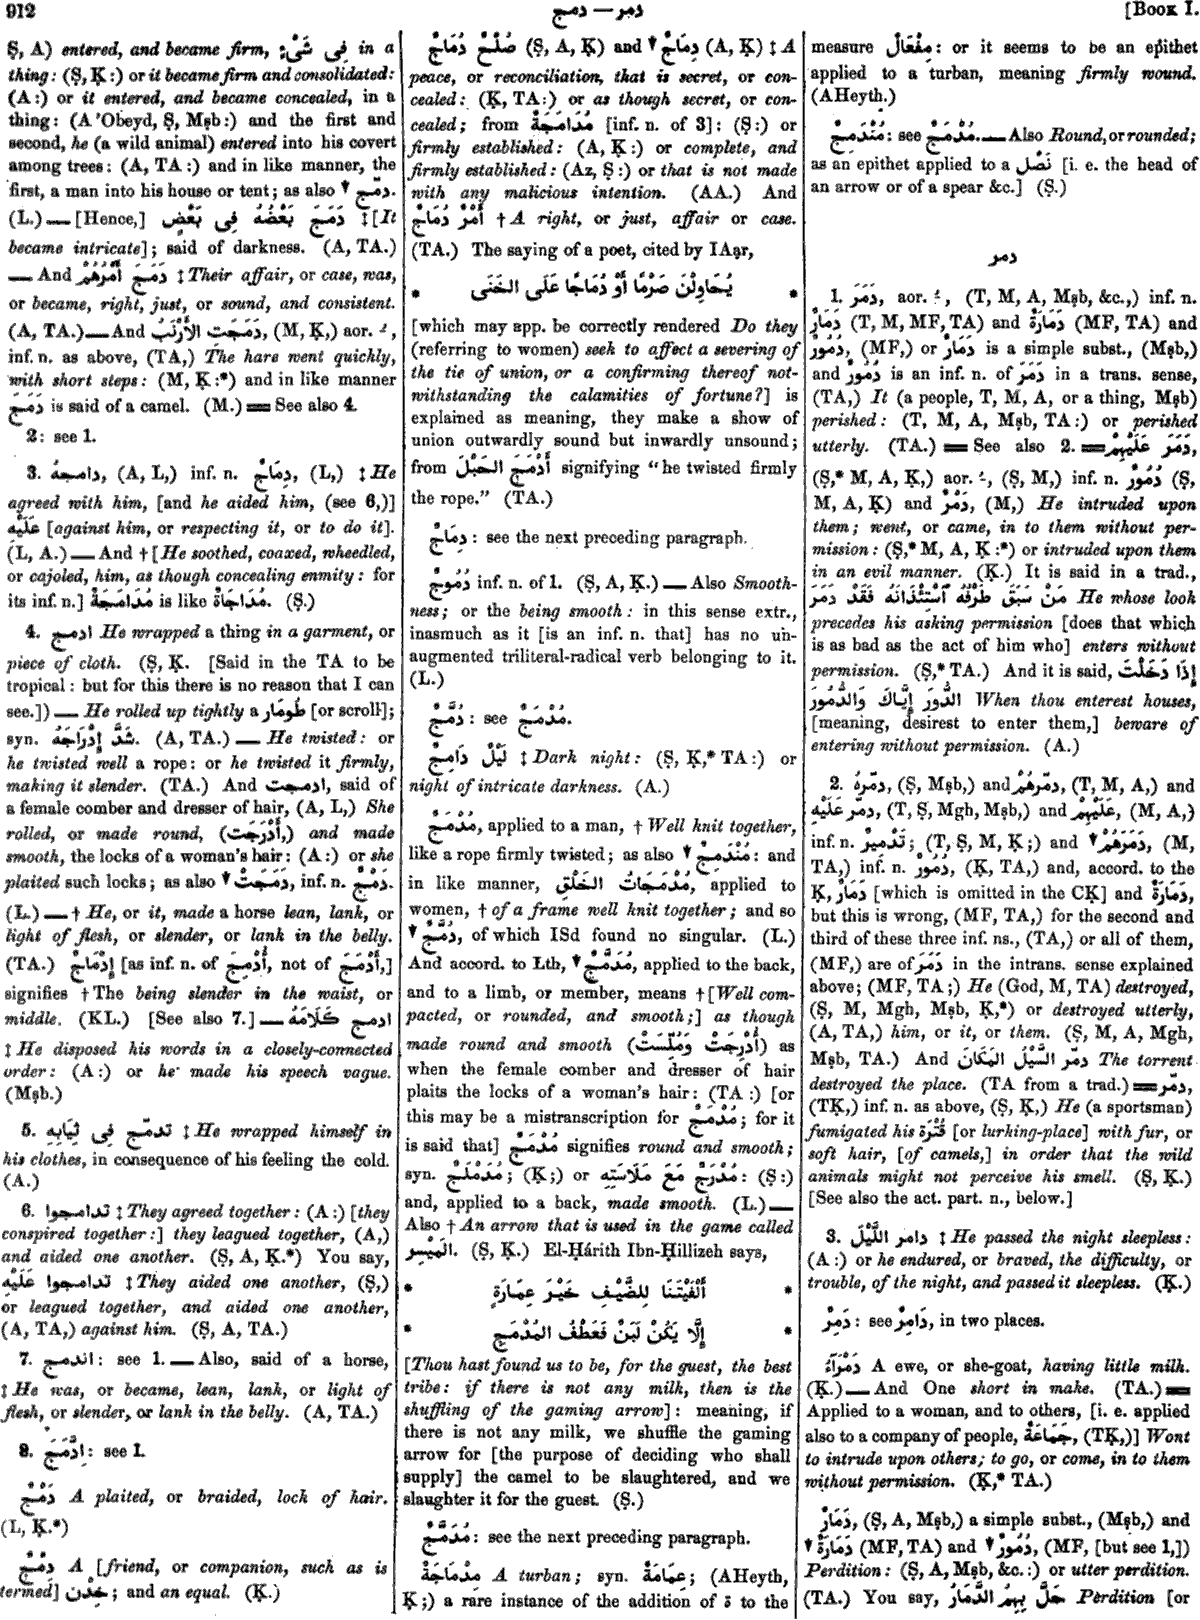 912
دمج — دمر
[Book I.
Ṣ, A) entered, and became firm, فِى شَىْءٍ in a
thing: (Ṣ, Ḳ:) or it became firm and consolidated:
(A:) or it entered, and became concealed, in a
thing: (A'Obeyd, Ṣ, Mṣb:) and the first and
second, he (a wild animal) entered into his covert
among trees: (A, TA:) and in like manner, the
first, a man into his house or tent; as also ▼ دمّج.
(L.) — [Hence,] دَمَجَ بَعْضُهُ فِى بَعْضٍ ‡ [It
became intricate]; said of darkness. (A, TA.)
— And دَمَجَ أَمْرُهُمْ ‡ Their affair, or case, was,
or became, right, just, or sound, and consistent.
(A, TA.) — And دَمَجَتِ الأَرْنَبُ, (M, Ḳ,) aor. ـُ,
inf. n. as above, (TA,) The hare went quickly,
with short steps: (M, Ḳ:*) and in like manner
دَمَجَ is said of a camel. (M.) ═ See also 4.
2: see 1.
3. دامجهُ, (A, L,) inf. n. دِمَاجٌ, (L,) ‡ He
agreed with him, [and he aided him, (see 6,)]
عَلَيْهِ [against him, or respecting it, or to do it].
(L, A.) — And † [He soothed, coaxed, wheedled,
or cajoled, him, as though concealing enmity: for
its inf. n.] مُدَامَجَةٌ is like مُدَاجَاةٌ. (Ṣ.)
4. ادمج He wrapped a thing in a garment, or
piece of cloth. (Ṣ, Ḳ. [Said in the TA to be
tropical: but for this there is no reason that I can
see.]) — He rolled up tightly a طُومَار [or scroll];
syn. شَدَّ إِدْرَاجَهُ. (A, TA.) — He twisted: or
he twisted well a rope: or he twisted it firmly,
making it slender. (TA.) And ادمجت, said of
a female comber and dresser of hair, (A, L,) She
rolled, or made round, (أَدْرَجَت,) and made
smooth, the locks of a woman's hair: (A:) or she
plaited such locks; as also ▼ دَمَجَتْ, inf. n. دَمْجٌ.
(L.) — † He, or it, made a horse lean, lank, or
light of flesh, or slender, or lank in the belly.
(TA.) إِدْمَاجٌ [as inf. n. of أُدْمِجَ, not of أَدْمَجَ,]
signifies † The being slender in the waist, or
middle. (KL.) [See also 7.] — ادمج كَلَامَهُ
‡ He disposed his words in a closely-connected
order: (A:) or he made his speech vague.
(Mṣb.)
5. تدمّج فِى ثِيَابِهِ ‡ He wrapped himself in
his clothes, in consequence of his feeling the cold.
(A.)
6. تدامجوا ‡ They agreed together: (A:) [they
conspired together:] they leagued together, (A,)
and aided one another. (Ṣ, A, Ḳ.*) You say,
تدامجوا عَلَيْهِ ‡ They aided one another, (Ṣ,)
or leagued together, and aided one another,
(A, TA,) against him. (Ṣ, A, TA.)
7. اندمج: see 1. — Also, said of a horse,
‡ He was, or became, lean, lank, or light of
flesh, or slender, or lank in the belly. (A, TA.)
8. اِدَّمَجَ: see 1.
دَمْجٌ A plaited, or braided, lock of hair.
(L, Ḳ.*)
دِمْجٌ A [friend, or companion, such as is
termed] خِدْن; and an equal. (Ḳ.)
صُلْحٌ دُمَاجٌ (Ṣ, A, Ḳ) and ▼ دِمَاجٌ (A, Ḳ) ‡ A
peace, or reconciliation, that is secret, or con-
cealed: (Ḳ, TA:) or as though secret, or con-
cealed; from مُدَامَجَةٌ [inf. n. of 3]: (Ṣ:) or
firmly established: (A, Ḳ:) or complete, and
firmly established: (Az, Ṣ:) or that is not made
with any malicious intention. (AA.) And
أَمْرٌ دُمَاجٌ † A right, or just, affair or case.
(TA.) The saying of a poet, cited by IAạr,
* يُحَاوِلْنَ صَرْمًا أَوْ دُمَاجًا عَلَى الخَنَى *
[which may app. be correctly rendered Do they
(referring to women) seek to affect a severing of
the tie of union, or a confirming thereof not-
withstanding the calamities of fortune?] is
explained as meaning, they make a show of
union outwardly sound but inwardly unsound;
from أَدْمَجَ الحَبْلَ signifying "he twisted firmly
the rope." (TA.)
دِمَاجٌ: see the next preceding paragraph.
دُمُوجٌ inf. n. of 1. (Ṣ, A, Ḳ.) — Also Smooth-
ness; or the being smooth: in this sense extr.,
inasmuch as it [is an inf. n. that] has no un-
augmented triliteral-radical verb belonging to it.
(L.)
دُمَّجٌ: see مُدْمَجٌ.
لَيْلٌ دَامِجٌ ‡ Dark night: (Ṣ, Ḳ,* TA:) or
night of intricate darkness. (A.)
مُدْمَجٌ, applied to a man, † Well knit together,
like a rope firmly twisted; as also ▼ مُنْدَمِجٌ: and
in like manner, مُدْمَجَاتُ الخَلْقِ, applied to
women, † of a frame well knit together; and so
▼ دُمَّجٌ, of which ISd found no singular. (L.)
And accord. to Lth, ▼ مُدَمَّجٌ, applied to the back,
and to a limb, or member, means † [Well com-
pacted, or rounded, and smooth;] as though
made round and smooth (أُدْرِجَتْ وَمُلِّسَتْ) as
when the female comber and dresser of hair
plaits the locks of a woman's hair: (TA:) [or
this may be a mistranscription for مُدْمَجٌ; for it
is said that] مُدْمَجٌ signifies round and smooth;
syn. مُدَمْلَجٌ; (Ḳ;) or مُدْرَجٌ مَعَ مَلَاسَتِهِ: (Ṣ:)
and, applied to a back, made smooth. (L.) —
Also † An arrow that is used in the game called
المَيْسِر. (Ṣ, Ḳ.) El-Ḥárith Ibn-Ḥillizeh says,
* أَلْفَيْتَنَا لِلضَّيْفِ خَيْرَ عِمَارَةٍ *
* إِلَّا يَكُنْ لَبَنٌ فَعَطْفُ المُدْمَجِ *
[Thou hast found us to be, for the guest, the best
tribe: if there is not any milk, then is the
shuffling of the gaming arrow]: meaning, if
there is not any milk, we shuffle the gaming
arrow for [the purpose of deciding who shall
supply] the camel to be slaughtered, and we
slaughter it for the guest. (Ṣ.)
مُدَمَّجٌ: see the next preceding paragraph.
مِدْمَاجَةٌ A turban; syn. عِمَامَةٌ; (AHeyth,
Ḳ;) a rare instance of the addition of ة to the
measure مِفْعَالٌ: or it seems to be an epithet
applied to a turban, meaning firmly wound.
(AHeyth.)
مُنْدَمِجٌ: see مُدْمَجٌ. — Also Round, or rounded;
as an epithet applied to a نَصْل [i. e. the head of
an arrow or of a spear &c.] (Ṣ.)
دمر
1. دَمَرَ, aor. ـُ, (T, M, A, Mṣb, &c.,) inf. n.
دَمَارٌ (T, M, MF, TA) and دَمَارَةٌ (MF, TA) and
دُمُورٌ, (MF,) or دَمَارٌ is a simple subst., (Mṣb,)
and دُمُورٌ is an inf. n. of دَمَرَ in a trans. sense,
(TA,) It (a people, T, M, A, or a thing, Mṣb)
perished: (T, M, A, Mṣb, TA:) or perished
utterly. (TA.) ═ See also 2. ═ دَمَرَ عَلَيْهِمْ,
(Ṣ,* M, A, Ḳ,) aor. ـُ, (Ṣ, M,) inf. n. دُمُورٌ (Ṣ,
M, A, Ḳ) and دَمْرٌ, (M,) He intruded upon
them; went, or came, in to them without per-
mission: (Ṣ,* M, A, Ḳ:*) or intruded upon them
in an evil manner. (Ḳ.) It is said in a trad.,
مَنْ سَبَقَ طَرْفُهُ ٱسْتِئْذَانَهُ فَقَدْ دَمَرَ He whose look
precedes his asking permission [does that which
is as bad as the act of him who] enters without
permission. (Ṣ,* TA.) And it is said, إِذَا دَخَلْتَ
الدُّورَ إِيَّاكَ وَالدُّمُورَ When thou enterest houses,
[meaning, desirest to enter them,] beware of
entering without permission. (A.)
2. دمّرهُ, (Ṣ, Mṣb,) and دمّرهُمْ, (T, M, A,) and
دمّر عَلَيْهِ, (T, Ṣ, Mgh, Mṣb,) and عَلَيْهِمْ, (M, A,)
inf. n. تَدْمِيرٌ; (T, Ṣ, M, Ḳ;) and ▼ دَمَرَهُمْ, (M,
TA,) inf. n. دُمُورٌ, (Ḳ, TA,) and, accord. to the
Ḳ, دَمَارٌ [which is omitted in the CḲ] and دَمَارَةٌ,
but this is wrong, (MF, TA,) for the second and
third of these three inf. ns., (TA,) or all of them,
(MF,) are of دَمَرَ in the intrans. sense explained
above; (MF, TA;) He (God, M, TA) destroyed,
(Ṣ, M, Mgh, Mṣb, Ḳ,*) or destroyed utterly,
(A, TA,) him, or it, or them. (Ṣ, M, A, Mgh,
Mṣb, TA.) And دمّر السَّيْلُ المَكَانَ The torrent
destroyed the place. (TA from a trad.) ═ دمّر,
(TḲ,) inf. n. as above, (Ṣ, Ḳ,) He (a sportsman)
fumigated his قُتْرَة [or lurking-place] with fur, or
soft hair, [of camels,] in order that the wild
animals might not perceive his smell. (Ṣ, Ḳ.)
[See also the act. part. n., below.]
3. دامر اللَّيْلَ ‡ He passed the night sleepless:
(A:) or he endured, or braved, the difficulty, or
trouble, of the night, and passed it sleepless. (Ḳ.)
دَمِرٌ: see دَامِرٌ, in two places.
دَمْرَآءُ A ewe, or she-goat, having little milk.
(Ḳ.) — And One short in make. (TA.) ═
Applied to a woman, and to others, [i. e. applied
also to a company of people, جَمَاعَةٌ, (TḲ,)] Wont
to intrude upon others; to go, or come, in to them
without permission. (Ḳ,* TA.)
دَمَارٌ, (Ṣ, A, Mṣb,) a simple subst., (Mṣb,) and
▼ دَمَارَةٌ (MF, TA) and ▼ دُمُورٌ, (MF, [but see 1,])
Perdition: (Ṣ, A, Mṣb, &c.:) or utter perdition.
(TA.) You say, حَلَّ بِهِمُ الدَّمَارُ Perdition [or